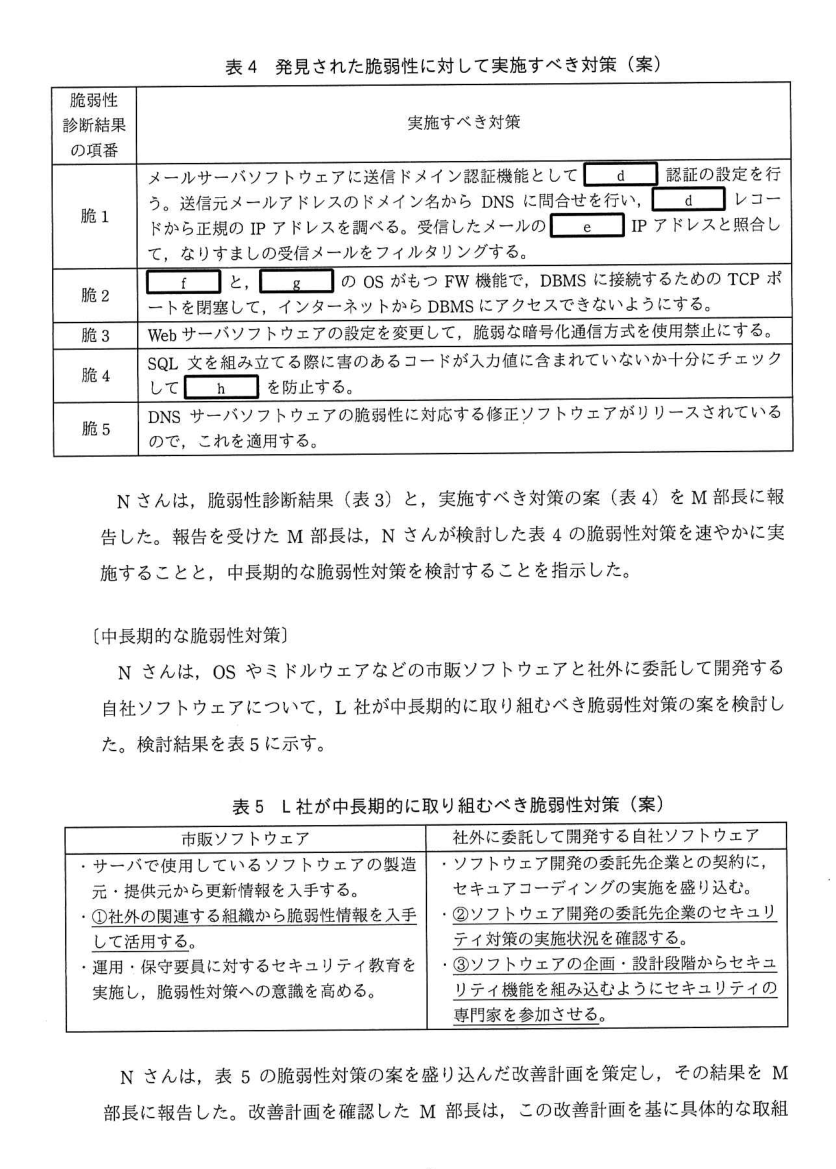 表4 発見された脆弱性に対して実施すべき対策（案）
脆弱性
診断結果
の項番
実施すべき対策
脆1
メールサーバソフトウェアに送信ドメイン認証機能として d 認証の設定を行
う。送信元メールアドレスのドメイン名から DNS に問合せを行い， d レコー
ドから正規の IP アドレスを調べる。受信したメールの e IP アドレスと照合し
て，なりすましの受信メールをフィルタリングする。
脆2
f と， g の OS がもつ FW 機能で，DBMS に接続するための TCP ポ
ートを閉塞して，インターネットから DBMS にアクセスできないようにする。
脆3
Web サーバソフトウェアの設定を変更して，脆弱な暗号化通信方式を使用禁止にする。
脆4
SQL 文を組み立てる際に害のあるコードが入力値に含まれていないか十分にチェック
して h を防止する。
脆5
DNS サーバソフトウェアの脆弱性に対応する修正ソフトウェアがリリースされている
ので，これを適用する。
N さんは，脆弱性診断結果（表3）と，実施すべき対策の案（表4）を M 部長に報
告した。報告を受けた M 部長は，N さんが検討した表 4 の脆弱性対策を速やかに実
施することと，中長期的な脆弱性対策を検討することを指示した。
〔中長期的な脆弱性対策〕
N さんは，OS やミドルウェアなどの市販ソフトウェアと社外に委託して開発する
自社ソフトウェアについて，L 社が中長期的に取り組むべき脆弱性対策の案を検討し
た。検討結果を表5に示す。
表5 L社が中長期的に取り組むべき脆弱性対策（案）
市販ソフトウェア
・サーバで使用しているソフトウェアの製造
元・提供元から更新情報を入手する。
・①社外の関連する組織から脆弱性情報を入手
して活用する。
・運用・保守要員に対するセキュリティ教育を
実施し，脆弱性対策への意識を高める。
社外に委託して開発する自社ソフトウェア
・ソフトウェア開発の委託先企業との契約に，
セキュアコーディングの実施を盛り込む。
・②ソフトウェア開発の委託先企業のセキュリ
ティ対策の実施状況を確認する。
・③ソフトウェアの企画・設計段階からセキュ
リティ機能を組み込むようにセキュリティの
専門家を参加させる。
N さんは，表 5 の脆弱性対策の案を盛り込んだ改善計画を策定し，その結果を M
部長に報告した。改善計画を確認した M 部長は，この改善計画を基に具体的な取組